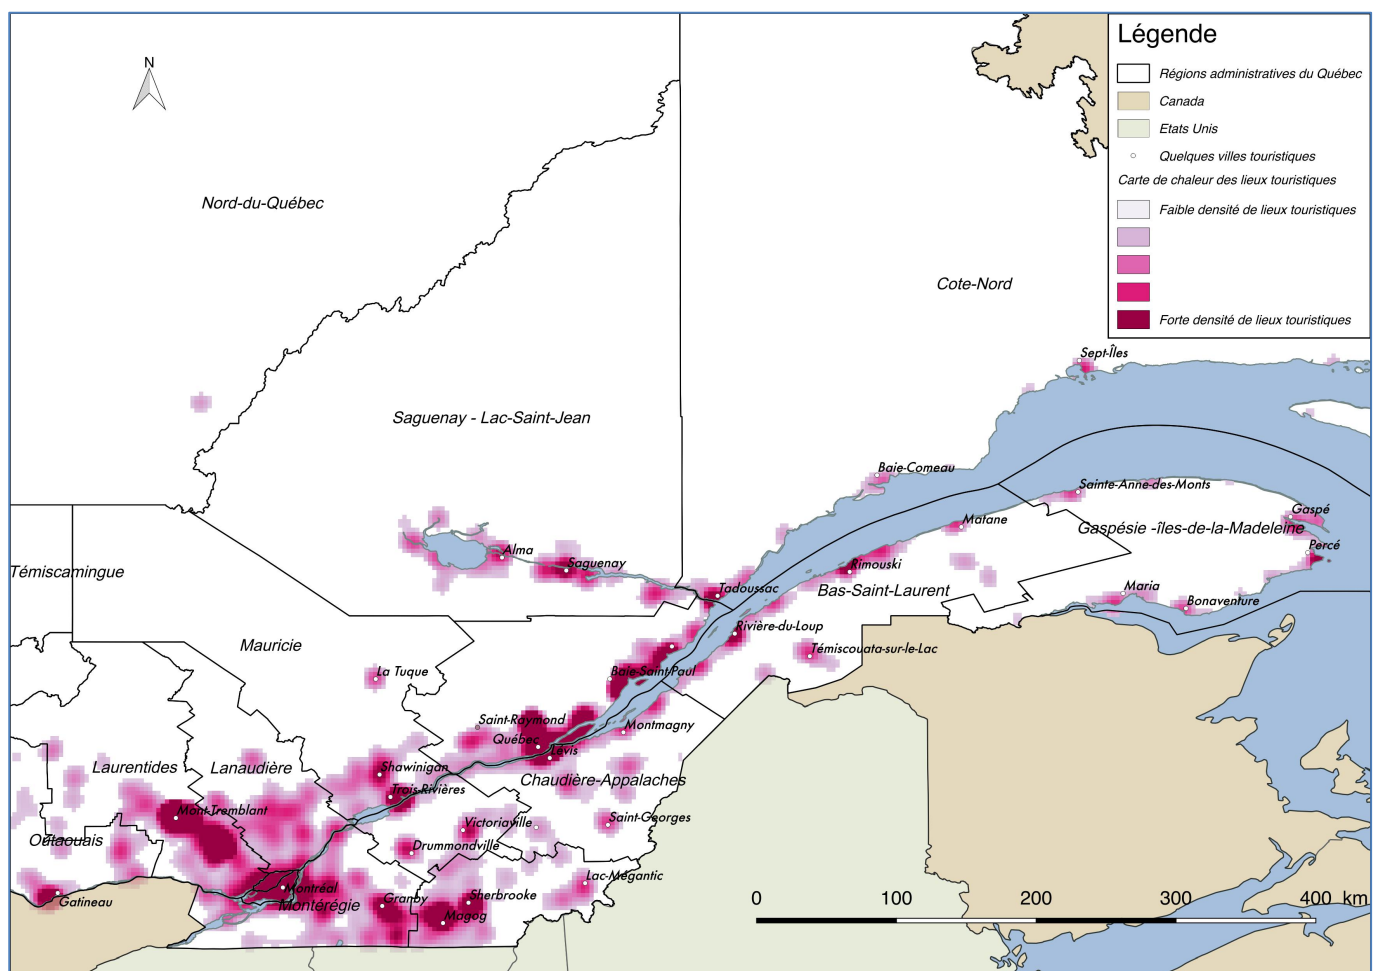 N
Légende
Régions administratives du Québec
Canada
Etats Unis
Quelques villes touristiques
Carte de chaleur des lieux touristiques
Faible densité de lieux touristiques
Forte densité de lieux touristiques
Nord-du-Québec
Cote-Nord
Sept-Îles
Saguenay - Lac-Saint-Jean
Baie-Comeau
Sainte-Anne-des-Monts
Gaspé
Matane
Gaspésie -îles-de-la-Madeleine
Percé
Alma
Saguenay
Rimouski
Témiscamingue
Tadoussac
Bas-Saint-Laurent
Maria
Bonaventure
Rivière-du-Loup
Mauricie
Témiscouata-sur-le-Lac
La Tuque
Baie-Saint-Paul
Saint-Raymond
Montmagny
Québec
Lévis
Laurentides
Lanaudière
Shawinigan
Chaudière-Appalaches
Trois-Rivières
Mont-Tremblant
Victoriaville
Saint-Georges
Outaouais
Drummondville
Lac-Mégantic
Montréal
Sherbrooke
Gatineau
Montérégie
Granby
Magog
0 100 200 300 400 km